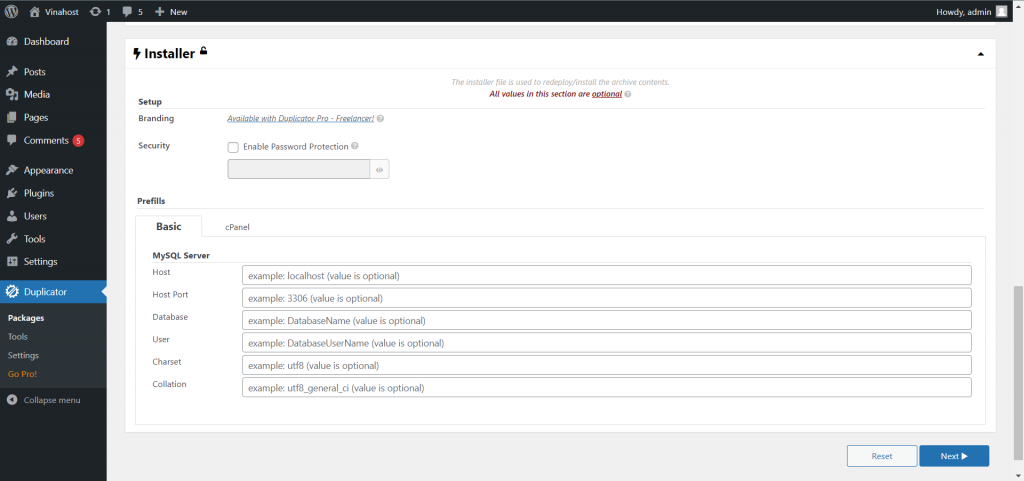 Vinahost 1 5 New Howdy, admin
Dashboard
Posts
Media
Pages
Comments 5
Appearance
Plugins
Users
Tools
Settings
Duplicator
Packages
Tools
Settings
Go Pro!
Collapse menu
Installer
The installer file is used to redeploy/install the archive contents.
All values in this section are optional
Setup
Branding Available with Duplicator Pro - Freelancer!
Security Enable Password Protection
Prefills
Basic cPanel
MySQL Server
Host example: localhost (value is optional)
Host Port example: 3306 (value is optional)
Database example: DatabaseName (value is optional)
User example: DatabaseUserName (value is optional)
Charset example: utf8 (value is optional)
Collation example: utf8_general_ci (value is optional)
Reset Next